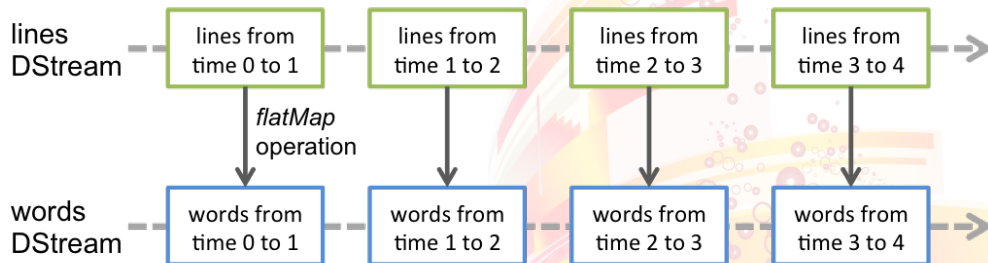 lines
DStream
lines from
time 0 to 1
lines from
time 1 to 2
lines from
time 2 to 3
lines from
time 3 to 4
flatMap
operation
words
DStream
words from
time 0 to 1
words from
time 1 to 2
words from
time 2 to 3
words from
time 3 to 4